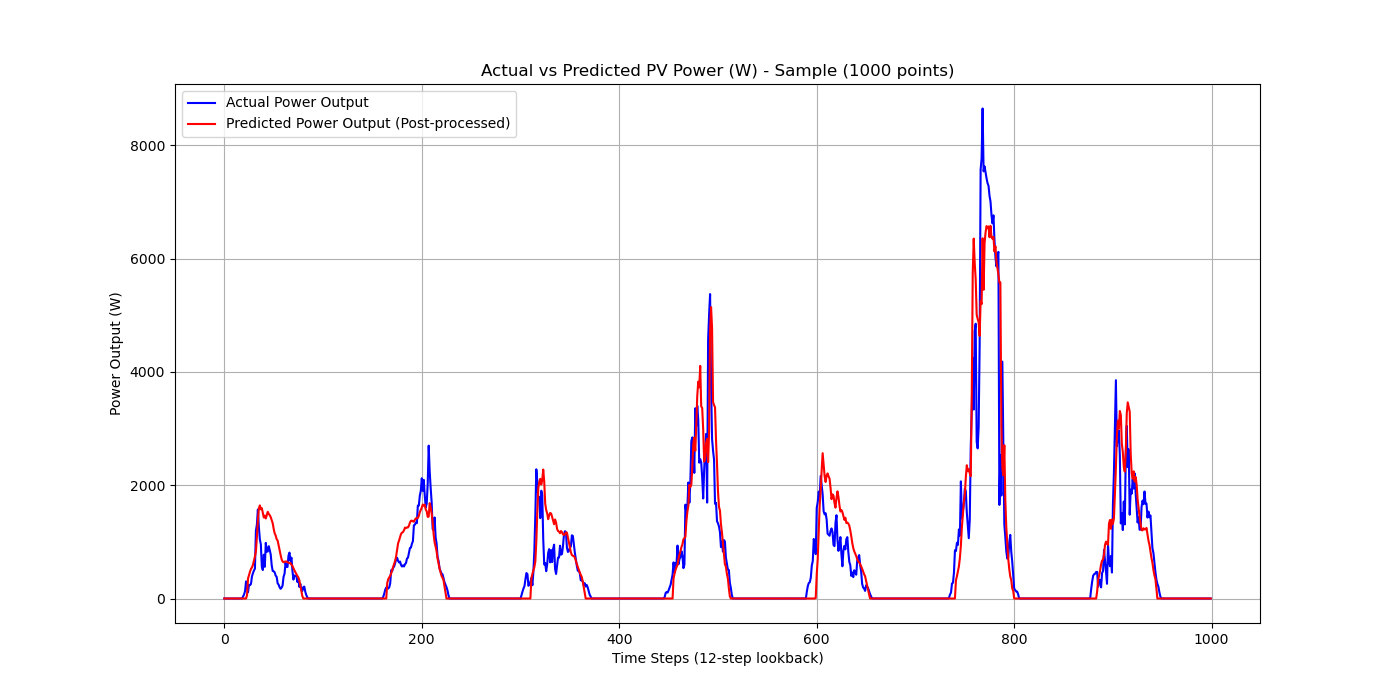 Actual vs Predicted PV Power (W) - Sample (1000 points)
Actual Power Output
Predicted Power Output (Post-processed)
8000
6000
4000
2000
0
Power Output (W)
0 200 400 600 800 1000
Time Steps (12-step lookback)